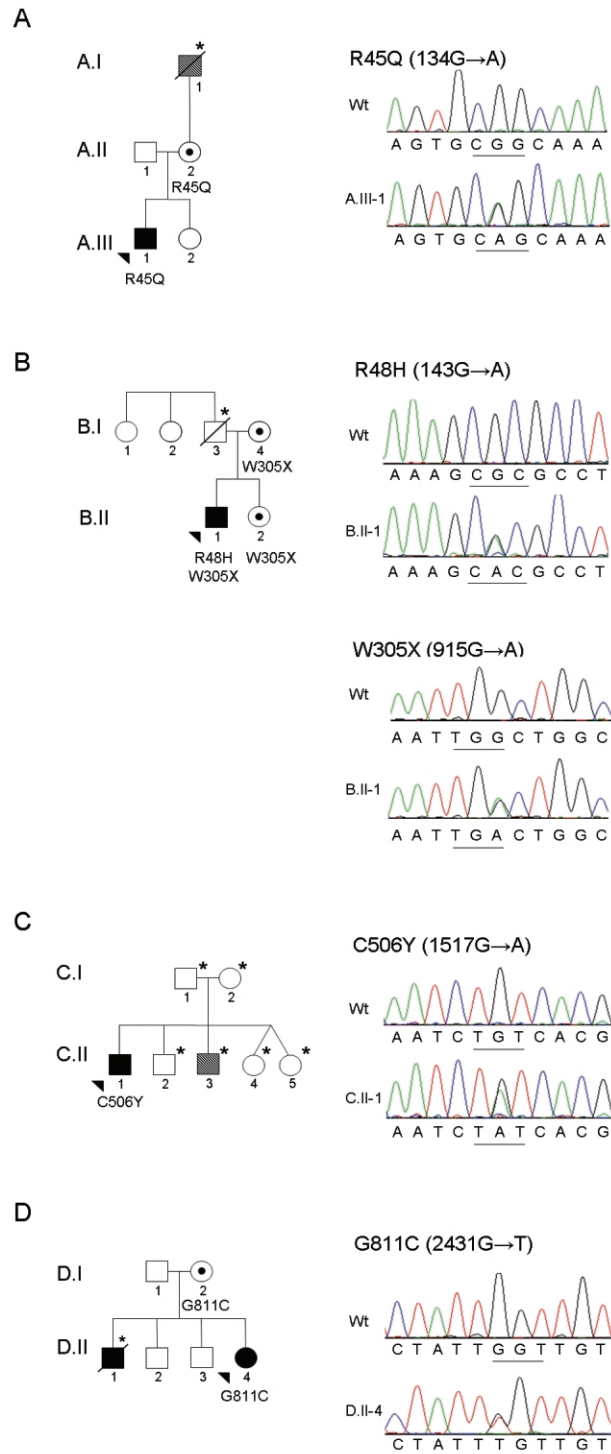 A
A.I
*
1
A.II
1
2
R45Q
A.III
1
2
R45Q
R45Q (134G→A)
Wt
A G T G C G G C A A A
A.III-1
A G T G C A G C A A A
B
B.I
*
1
2
3
4
W305X
B.II
1
2
R48H
W305X
W305X
R48H (143G→A)
Wt
A A A G C G C G C C T
B.II-1
A A A G C A C G C C T
W305X (915G→A)
Wt
A A T T G G C T G G C
B.II-1
A A T T G A C T G G C
C
C.I
*
*
1
2
C.II
*
*
*
*
1
2
3
4
5
C506Y
C506Y (1517G→A)
Wt
A A T C T G T C A C G
C.II-1
A A T C T A T C A C G
D
D.I
1
2
G811C
D.II
*
1
2
3
4
G811C
G811C (2431G→T)
Wt
C T A T T G G T T G T
D.II-4
C T A T T T G T T G T